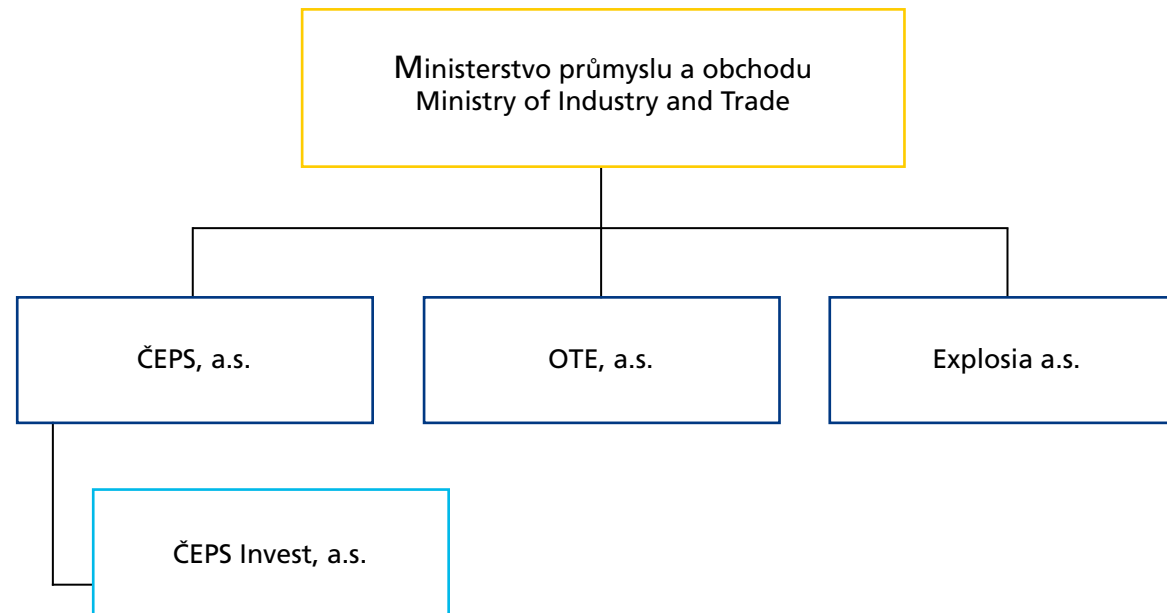 Ministerstvo průmyslu a obchodu
Ministry of Industry and Trade
ČEPS, a.s.
OTE, a.s.
Explosia a.s.
ČEPS Invest, a.s.